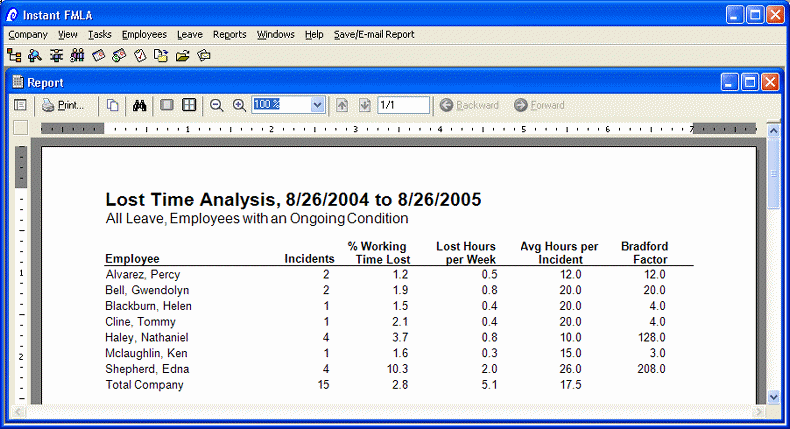 Instant FMLA
Company View Tasks Employees Leave Reports Windows Help Save/E-mail Report
Report
Print... 100 % 1/1 Backward Forward
1 2 3 4 5 6 7
1
2
Lost Time Analysis, 8/26/2004 to 8/26/2005
All Leave, Employees with an Ongoing Condition
% Working Lost Hours Avg Hours per Bradford
Employee Incidents Time Lost per Week Incident Factor
Alvarez, Percy 2 1.2 0.5 12.0 12.0
Bell, Gwendolyn 2 1.9 0.8 20.0 20.0
Blackburn, Helen 1 1.5 0.4 20.0 4.0
Cline, Tommy 1 2.1 0.4 20.0 4.0
Haley, Nathaniel 4 3.7 0.8 10.0 128.0
Mclaughlin, Ken 1 1.6 0.3 15.0 3.0
Shepherd, Edna 4 10.3 2.0 26.0 208.0
Total Company 15 2.8 5.1 17.5